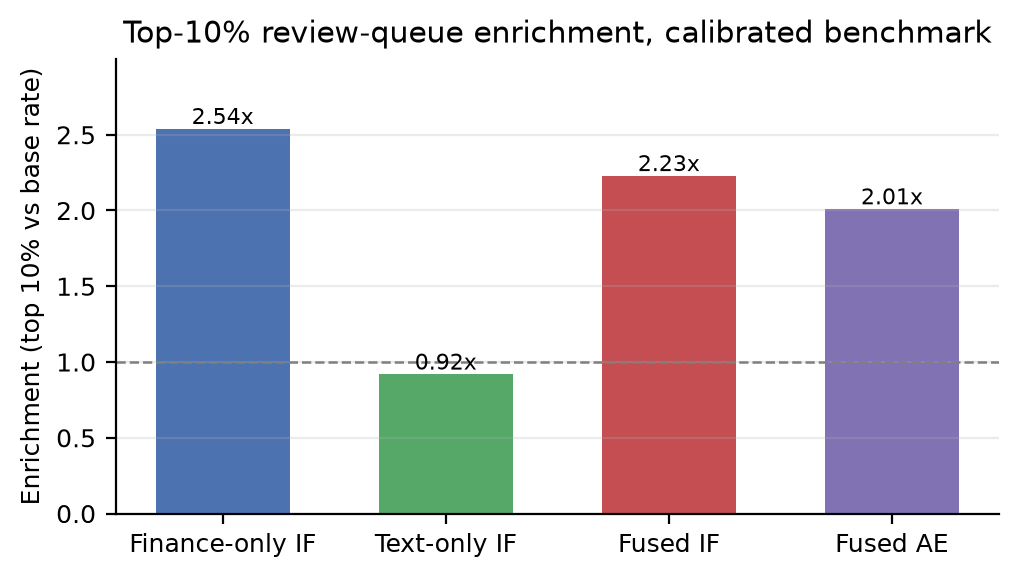 Top-10% review-queue enrichment, calibrated benchmark
Enrichment (top 10% vs base rate)
2.5
2.0
1.5
1.0
0.5
0.0
2.54x
0.92x
2.23x
2.01x
Finance-only IF
Text-only IF
Fused IF
Fused AE